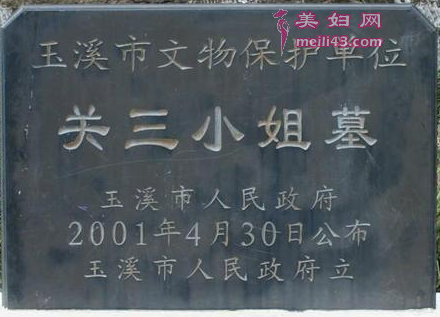 美妇网
meili43.com
玉溪市文物保护单位
关三小姐墓
玉溪市人民政府
2001年4月30日公布
玉溪市人民政府立